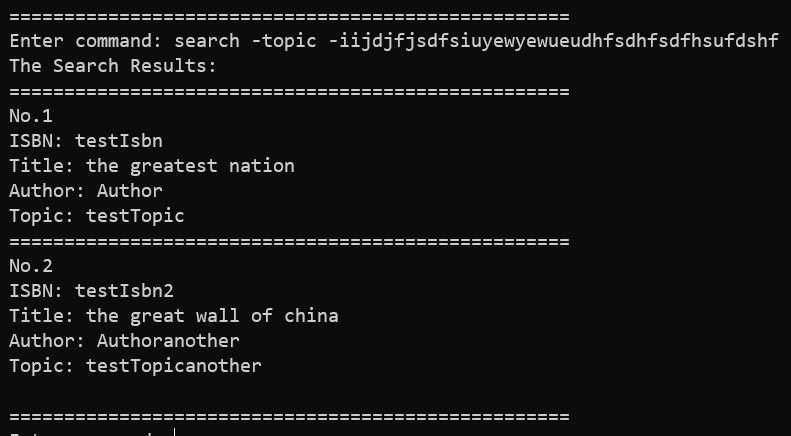 ===================================================
Enter command: search -topic -iijdjfjsdfsiuyewyewueudhfsdhfsdfhsufdshf
The Search Results:
===================================================
No.1
ISBN: testIsbn
Title: the greatest nation
Author: Author
Topic: testTopic
===================================================
No.2
ISBN: testIsbn2
Title: the great wall of china
Author: Authoranother
Topic: testTopicanother
===================================================